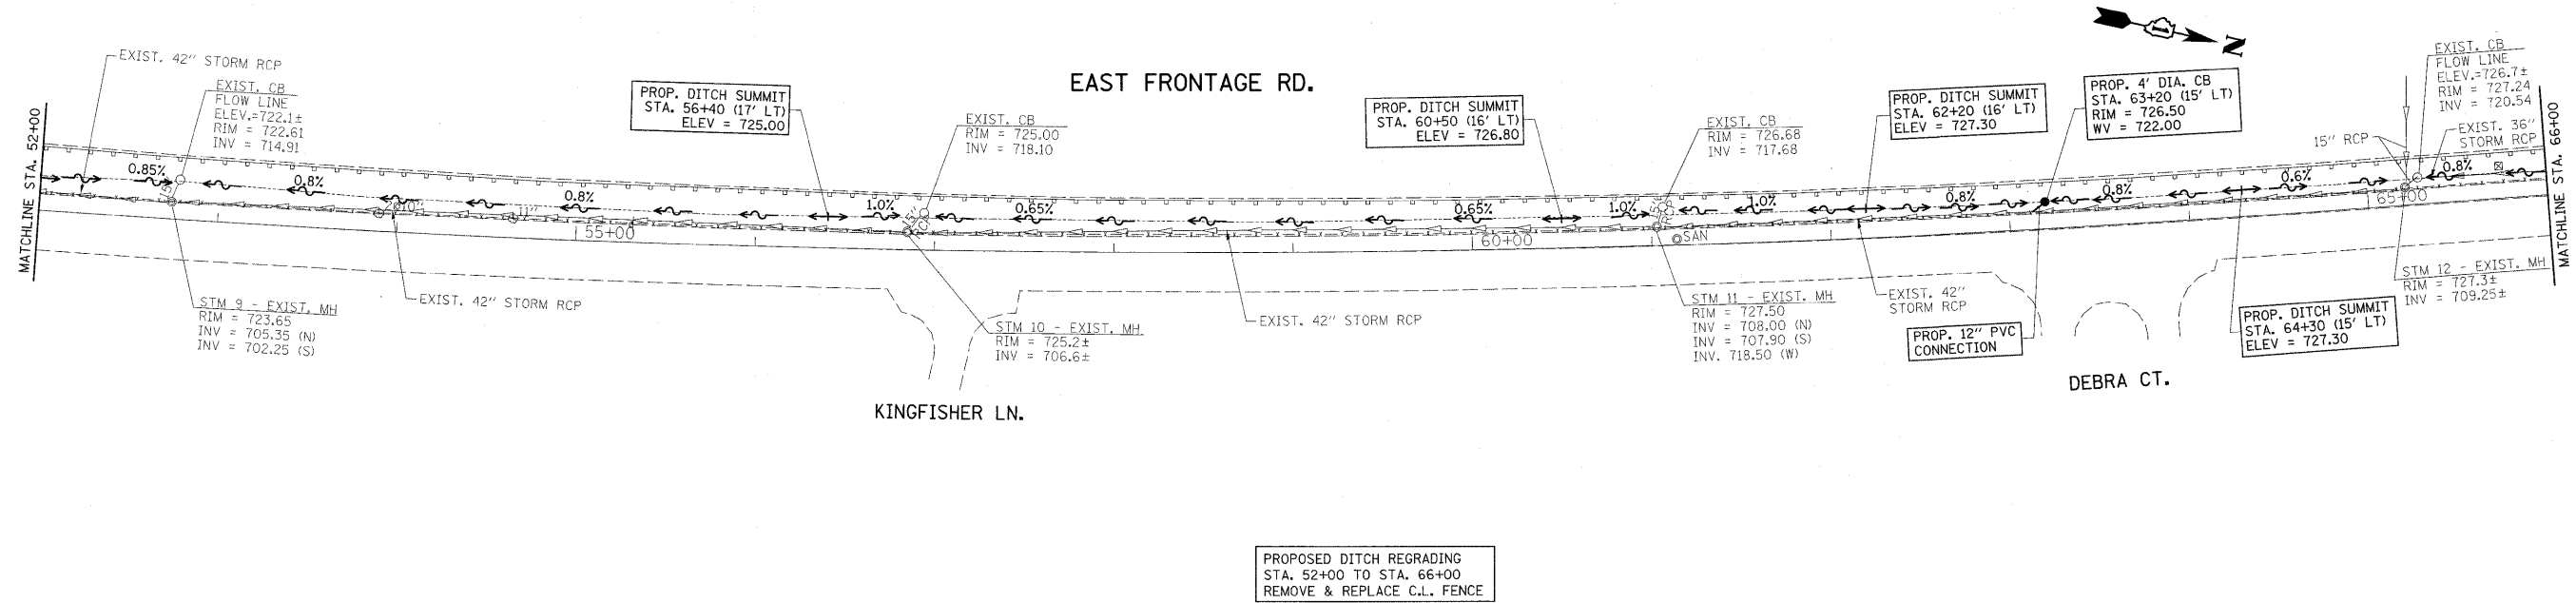 N
EAST FRONTAGE RD.
MATCHLINE STA. 52+00
EXIST. 42" STORM RCP
EXIST. CB
FLOW LINE
ELEV.=722.1±
RIM = 722.61
INV = 714.91
PROP. DITCH SUMMIT
STA. 56+40 (17' LT)
ELEV = 725.00
EXIST. CB
RIM = 725.00
INV = 718.10
PROP. DITCH SUMMIT
STA. 60+50 (16' LT)
ELEV = 726.80
EXIST. CB
RIM = 726.68
INV = 717.68
PROP. DITCH SUMMIT
STA. 62+20 (16' LT)
ELEV = 727.30
PROP. 4' DIA. CB
STA. 63+20 (15' LT)
RIM = 726.50
WV = 722.00
EXIST. CB
FLOW LINE
ELEV.=726.7±
RIM = 727.24
INV = 720.54
15" RCP
EXIST. 36"
STORM RCP
MATCHLINE STA. 66+00
0.85%
0.8%
0.8%
1.0%
0.65%
0.65%
1.0%
1.0%
0.8%
0.8%
0.6%
0.8%
11"
15"
RCP
55+00
60+00
65+00
SAN
STM 9 - EXIST. MH
RIM = 723.65
INV = 705.35 (N)
INV = 702.25 (S)
EXIST. 42" STORM RCP
STM 10 - EXIST. MH
RIM = 725.2±
INV = 706.6±
EXIST. 42" STORM RCP
STM 11 - EXIST. MH
RIM = 727.50
INV = 708.00 (N)
INV = 707.90 (S)
INV. 718.50 (W)
EXIST. 42"
STORM RCP
PROP. 12" PVC
CONNECTION
PROP. DITCH SUMMIT
STA. 64+30 (15' LT)
ELEV = 727.30
STM 12 - EXIST. MH
RIM = 727.3±
INV = 709.25±
KINGFISHER LN.
DEBRA CT.
PROPOSED DITCH REGRADING
STA. 52+00 TO STA. 66+00
REMOVE & REPLACE C.L. FENCE